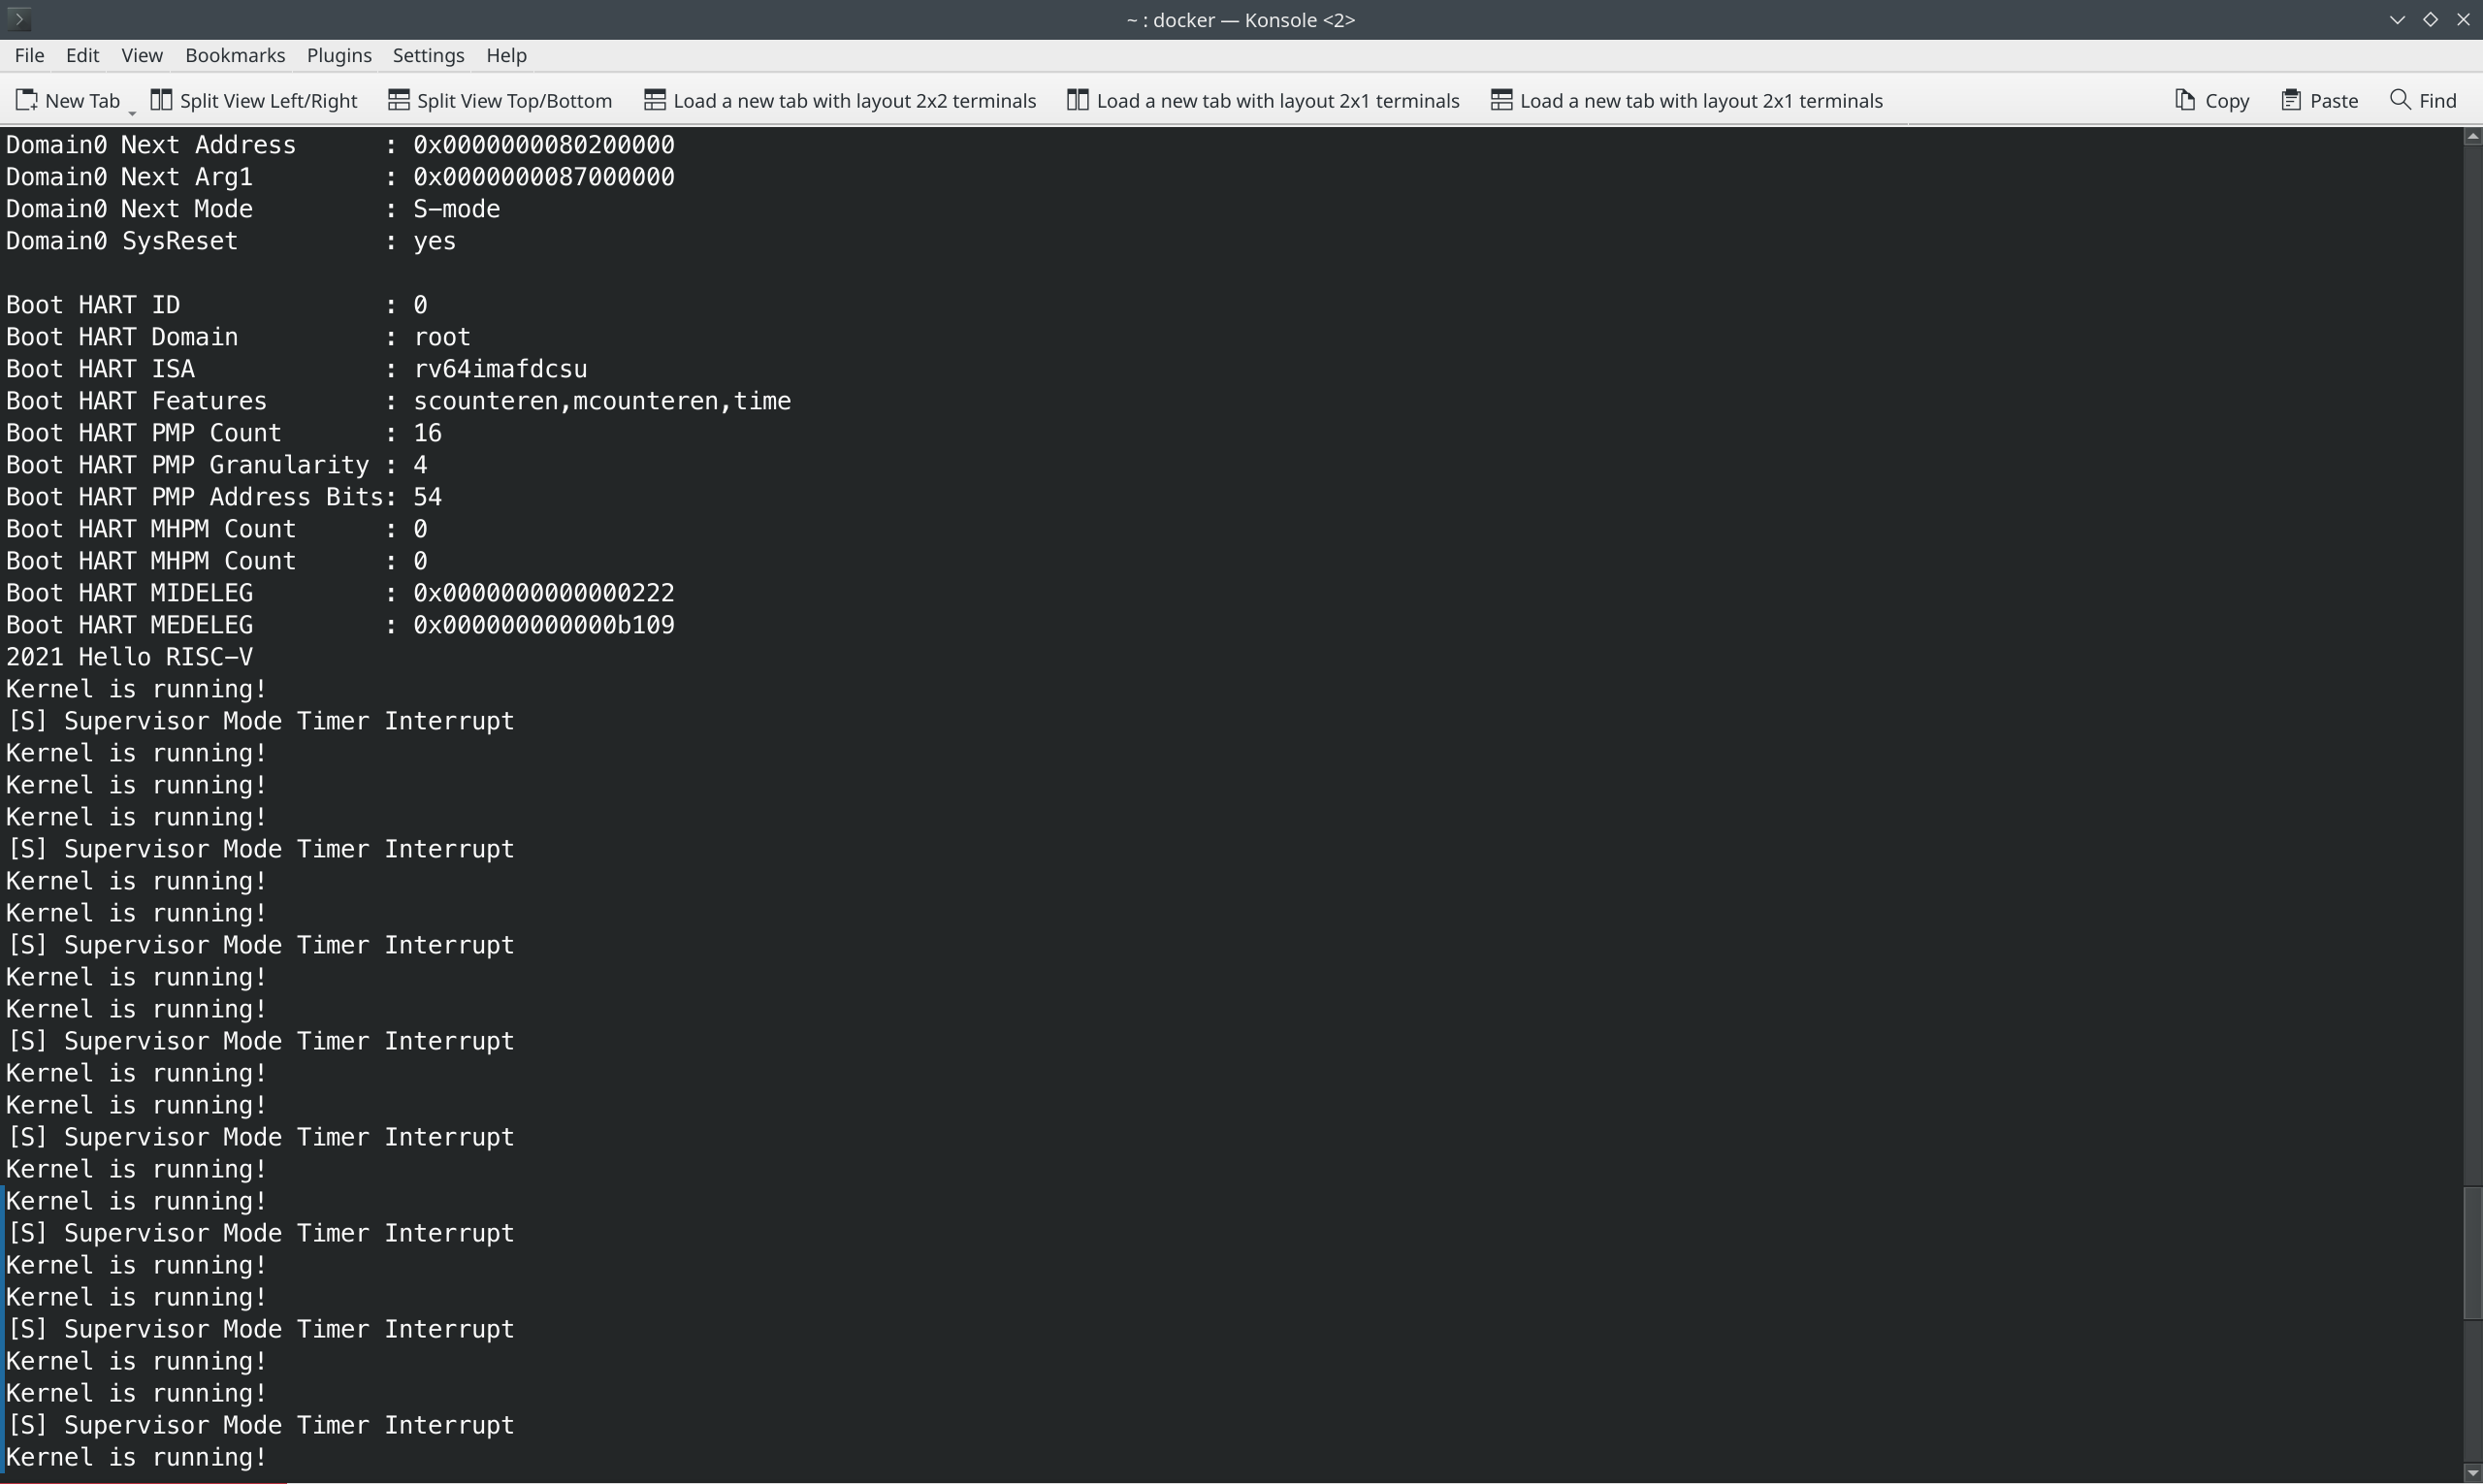 ~ : docker — Konsole <2>
File Edit View Bookmarks Plugins Settings Help
New Tab Split View Left/Right Split View Top/Bottom Load a new tab with layout 2x2 terminals Load a new tab with layout 2x1 terminals Load a new tab with layout 2x1 terminals Copy Paste Find
Domain0 Next Address      : 0x0000000080200000
Domain0 Next Arg1         : 0x0000000087000000
Domain0 Next Mode         : S-mode
Domain0 SysReset          : yes

Boot HART ID              : 0
Boot HART Domain          : root
Boot HART ISA             : rv64imafdcsu
Boot HART Features        : scounteren,mcounteren,time
Boot HART PMP Count       : 16
Boot HART PMP Granularity : 4
Boot HART PMP Address Bits: 54
Boot HART MHPM Count      : 0
Boot HART MHPM Count      : 0
Boot HART MIDELEG         : 0x0000000000000222
Boot HART MEDELEG         : 0x000000000000b109
2021 Hello RISC-V
Kernel is running!
[S] Supervisor Mode Timer Interrupt
Kernel is running!
Kernel is running!
Kernel is running!
[S] Supervisor Mode Timer Interrupt
Kernel is running!
Kernel is running!
[S] Supervisor Mode Timer Interrupt
Kernel is running!
Kernel is running!
[S] Supervisor Mode Timer Interrupt
Kernel is running!
Kernel is running!
[S] Supervisor Mode Timer Interrupt
Kernel is running!
Kernel is running!
[S] Supervisor Mode Timer Interrupt
Kernel is running!
Kernel is running!
[S] Supervisor Mode Timer Interrupt
Kernel is running!
Kernel is running!
[S] Supervisor Mode Timer Interrupt
Kernel is running!